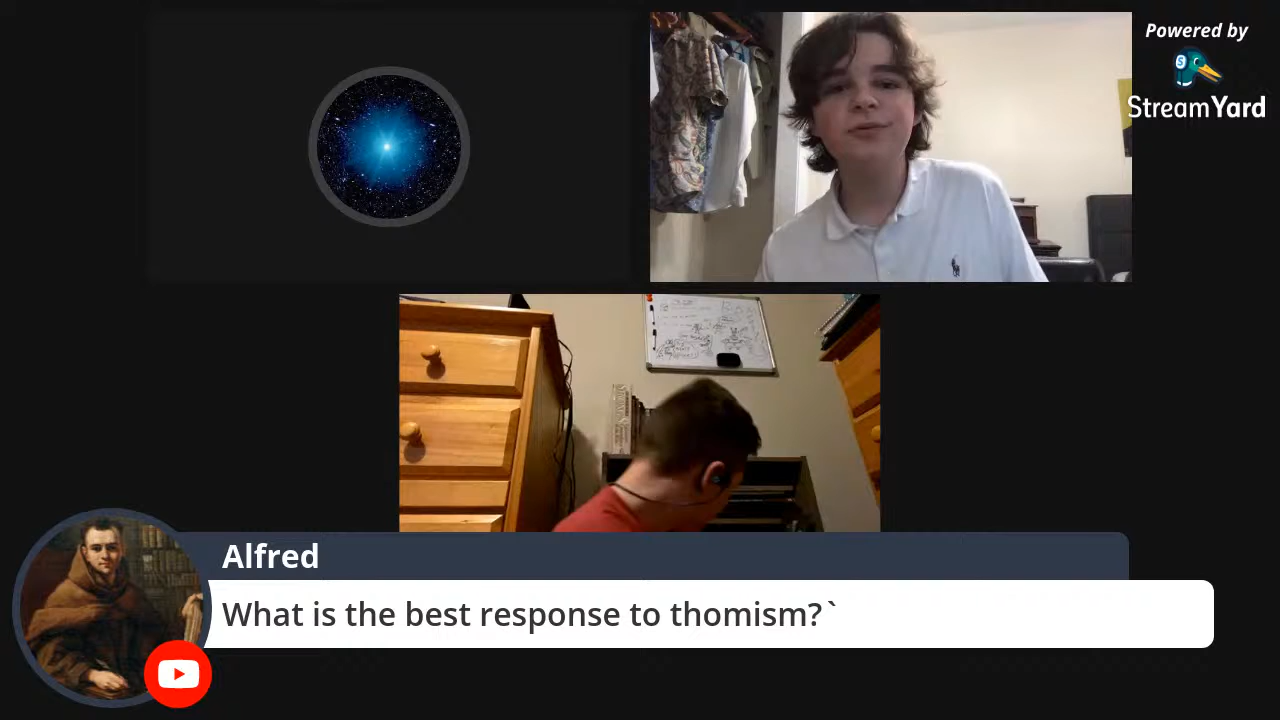 Powered by
StreamYard
Alfred
What is the best response to thomism?`